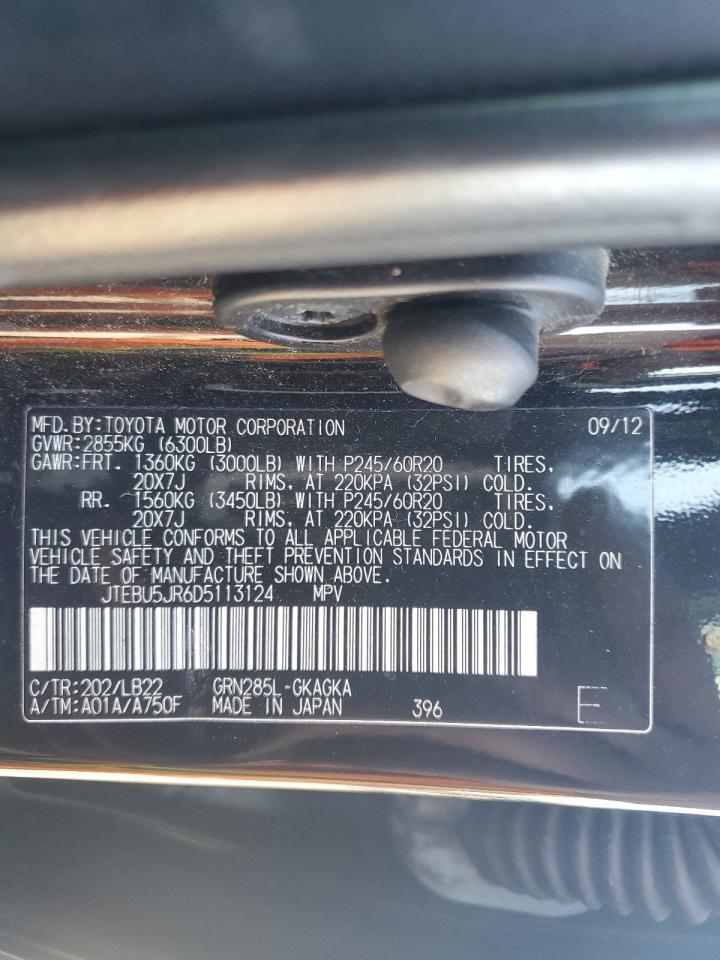 MFD.BY:TOYOTA MOTOR CORPORATION 09/12
GVWR:2855KG (6300LB)
GAWR:FRT. 1360KG (3000LB) WITH P245/60R20 TIRES,
20X7J RIMS, AT 220KPA (32PSI) COLD.
RR. 1560KG (3450LB) WITH P245/60R20 TIRES,
20X7J RIMS, AT 220KPA (32PSI) COLD.
THIS VEHICLE CONFORMS TO ALL APPLICABLE FEDERAL MOTOR
VEHICLE SAFETY AND THEFT PREVENTION STANDARDS IN EFFECT ON
THE DATE OF MANUFACTURE SHOWN ABOVE.
JTEBU5JR6D5113124 MPV
C/TR:202/LB22 GRN285L-GKAGKA
A/TM:A01A/A750F MADE IN JAPAN 396 E